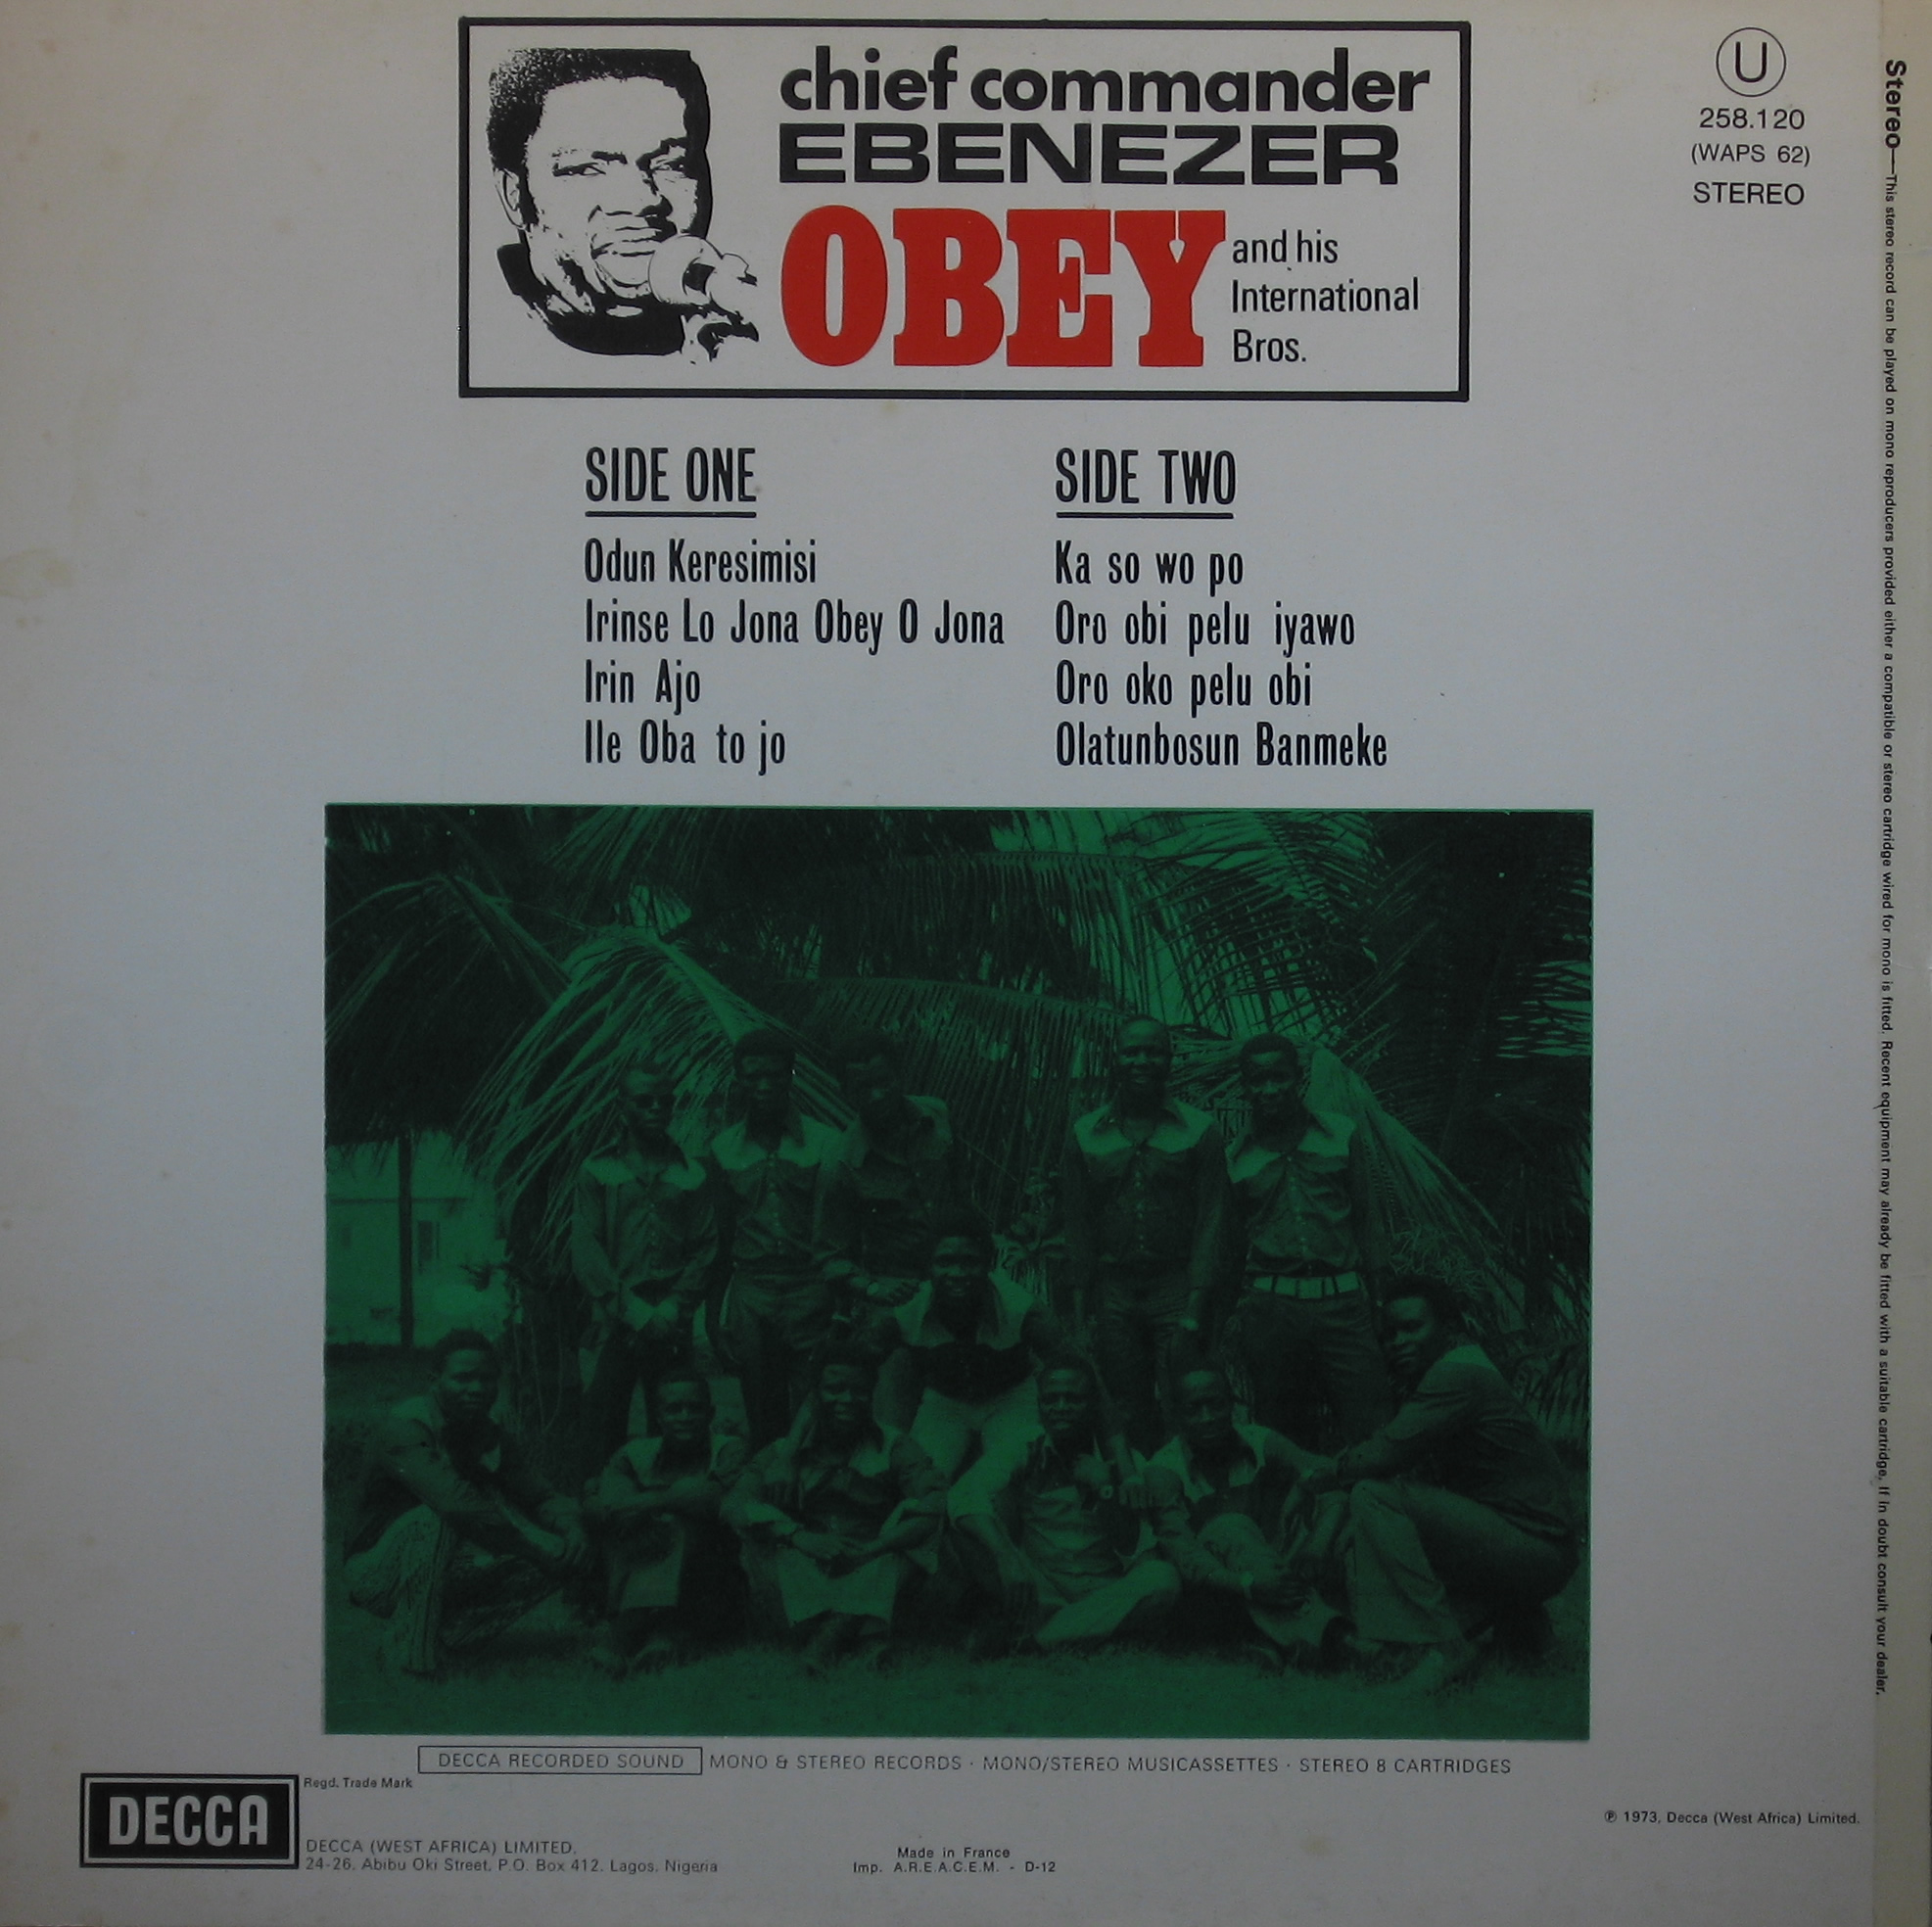 chief commander
EBENEZER
OBEY
and his
International
Bros.
U
258.120
(WAPS 62)
STEREO
SIDE ONE
Odun Keresimisi
Irinse Lo Jona Obey O Jona
Irin Ajo
Ile Oba to jo
SIDE TWO
Ka so wo po
Oro obi pelu iyawo
Oro oko pelu obi
Olatunbosun Banmeke
Stereo—This stereo record can be played on mono reproducers provided either a compatible or stereo cartridge wired for mono is fitted. Recent equipment may already be fitted with a suitable cartridge. If in doubt consult your dealer.
DECCA RECORDED SOUND MONO & STEREO RECORDS · MONO/STEREO MUSICASSETTES · STEREO 8 CARTRIDGES
DECCA
Regd. Trade Mark
DECCA (WEST AFRICA) LIMITED,
24-26, Abibu Oki Street, P.O. Box 412, Lagos, Nigeria
Made in France
Imp. A.R.E.A.C.E.M. - D-12
℗ 1973, Decca (West Africa) Limited.